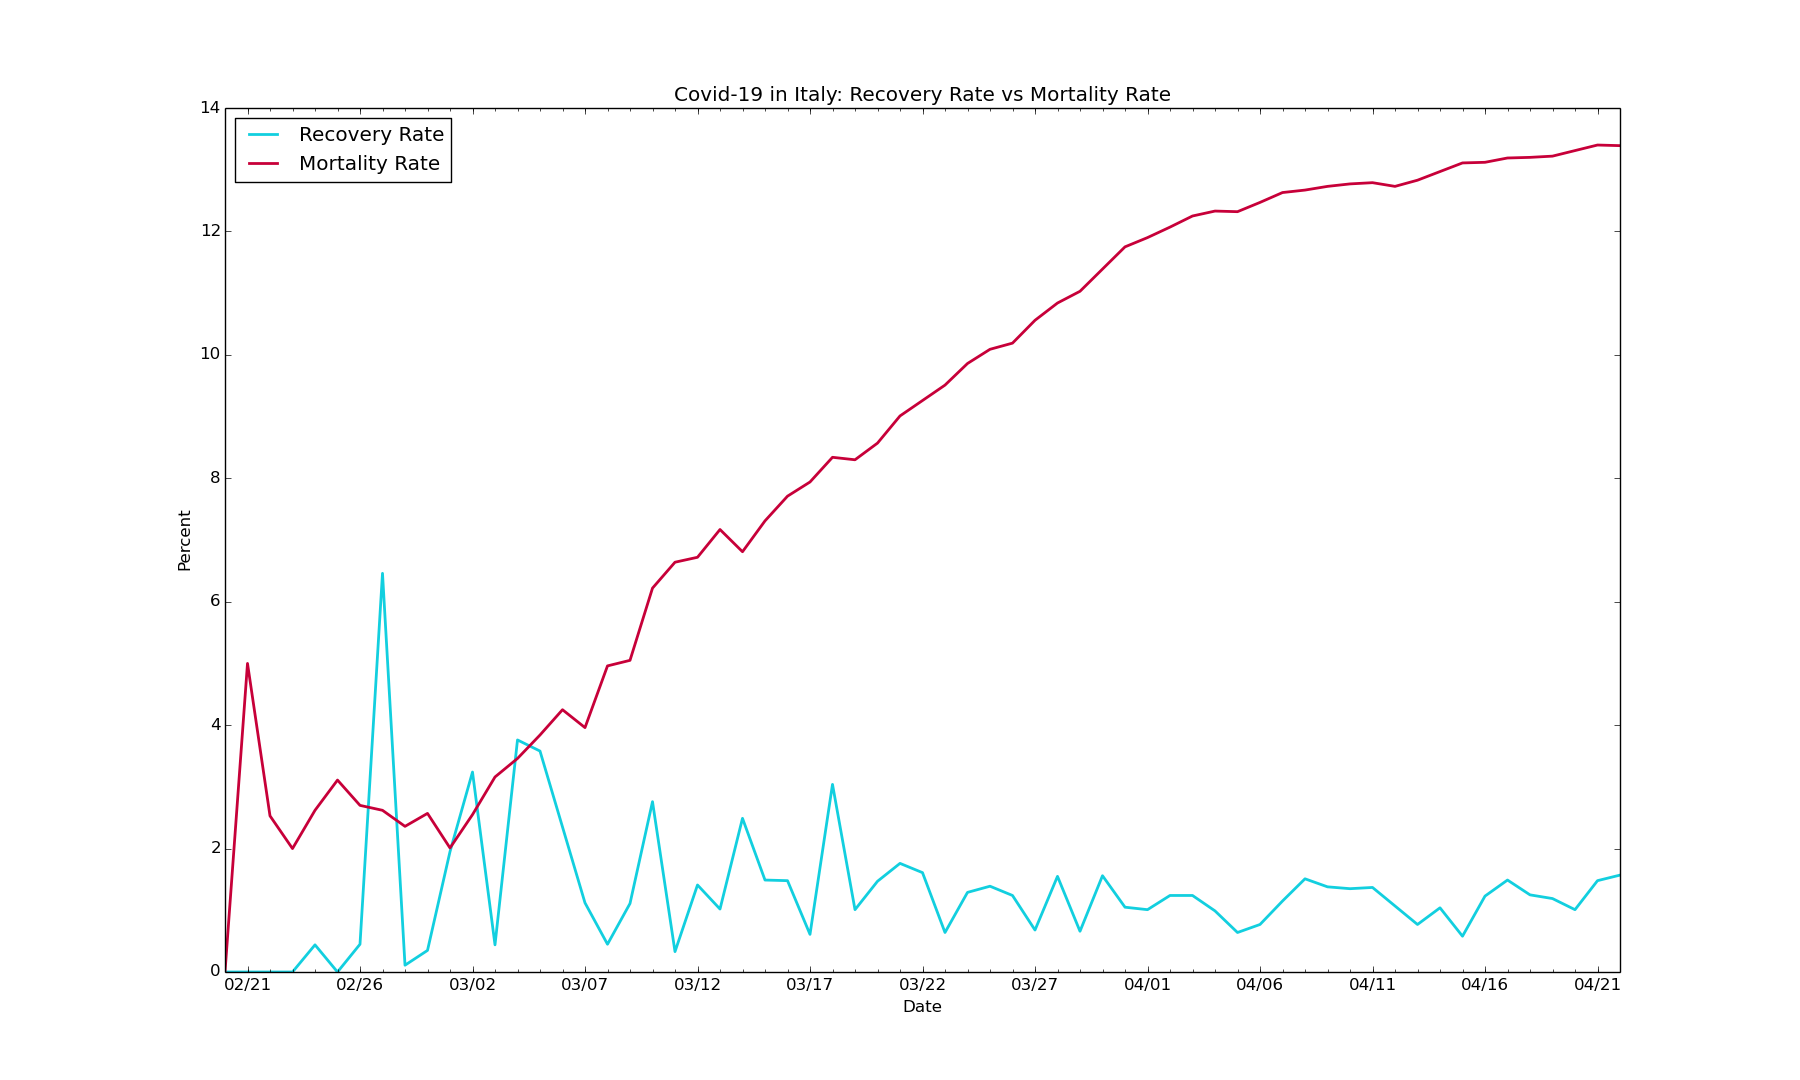 Covid-19 in Italy: Recovery Rate vs Mortality Rate
14
Recovery Rate
Mortality Rate
12
10
8
Percent
6
4
2
0
02/21 02/26 03/02 03/07 03/12 03/17 03/22 03/27 04/01 04/06 04/11 04/16 04/21
Date